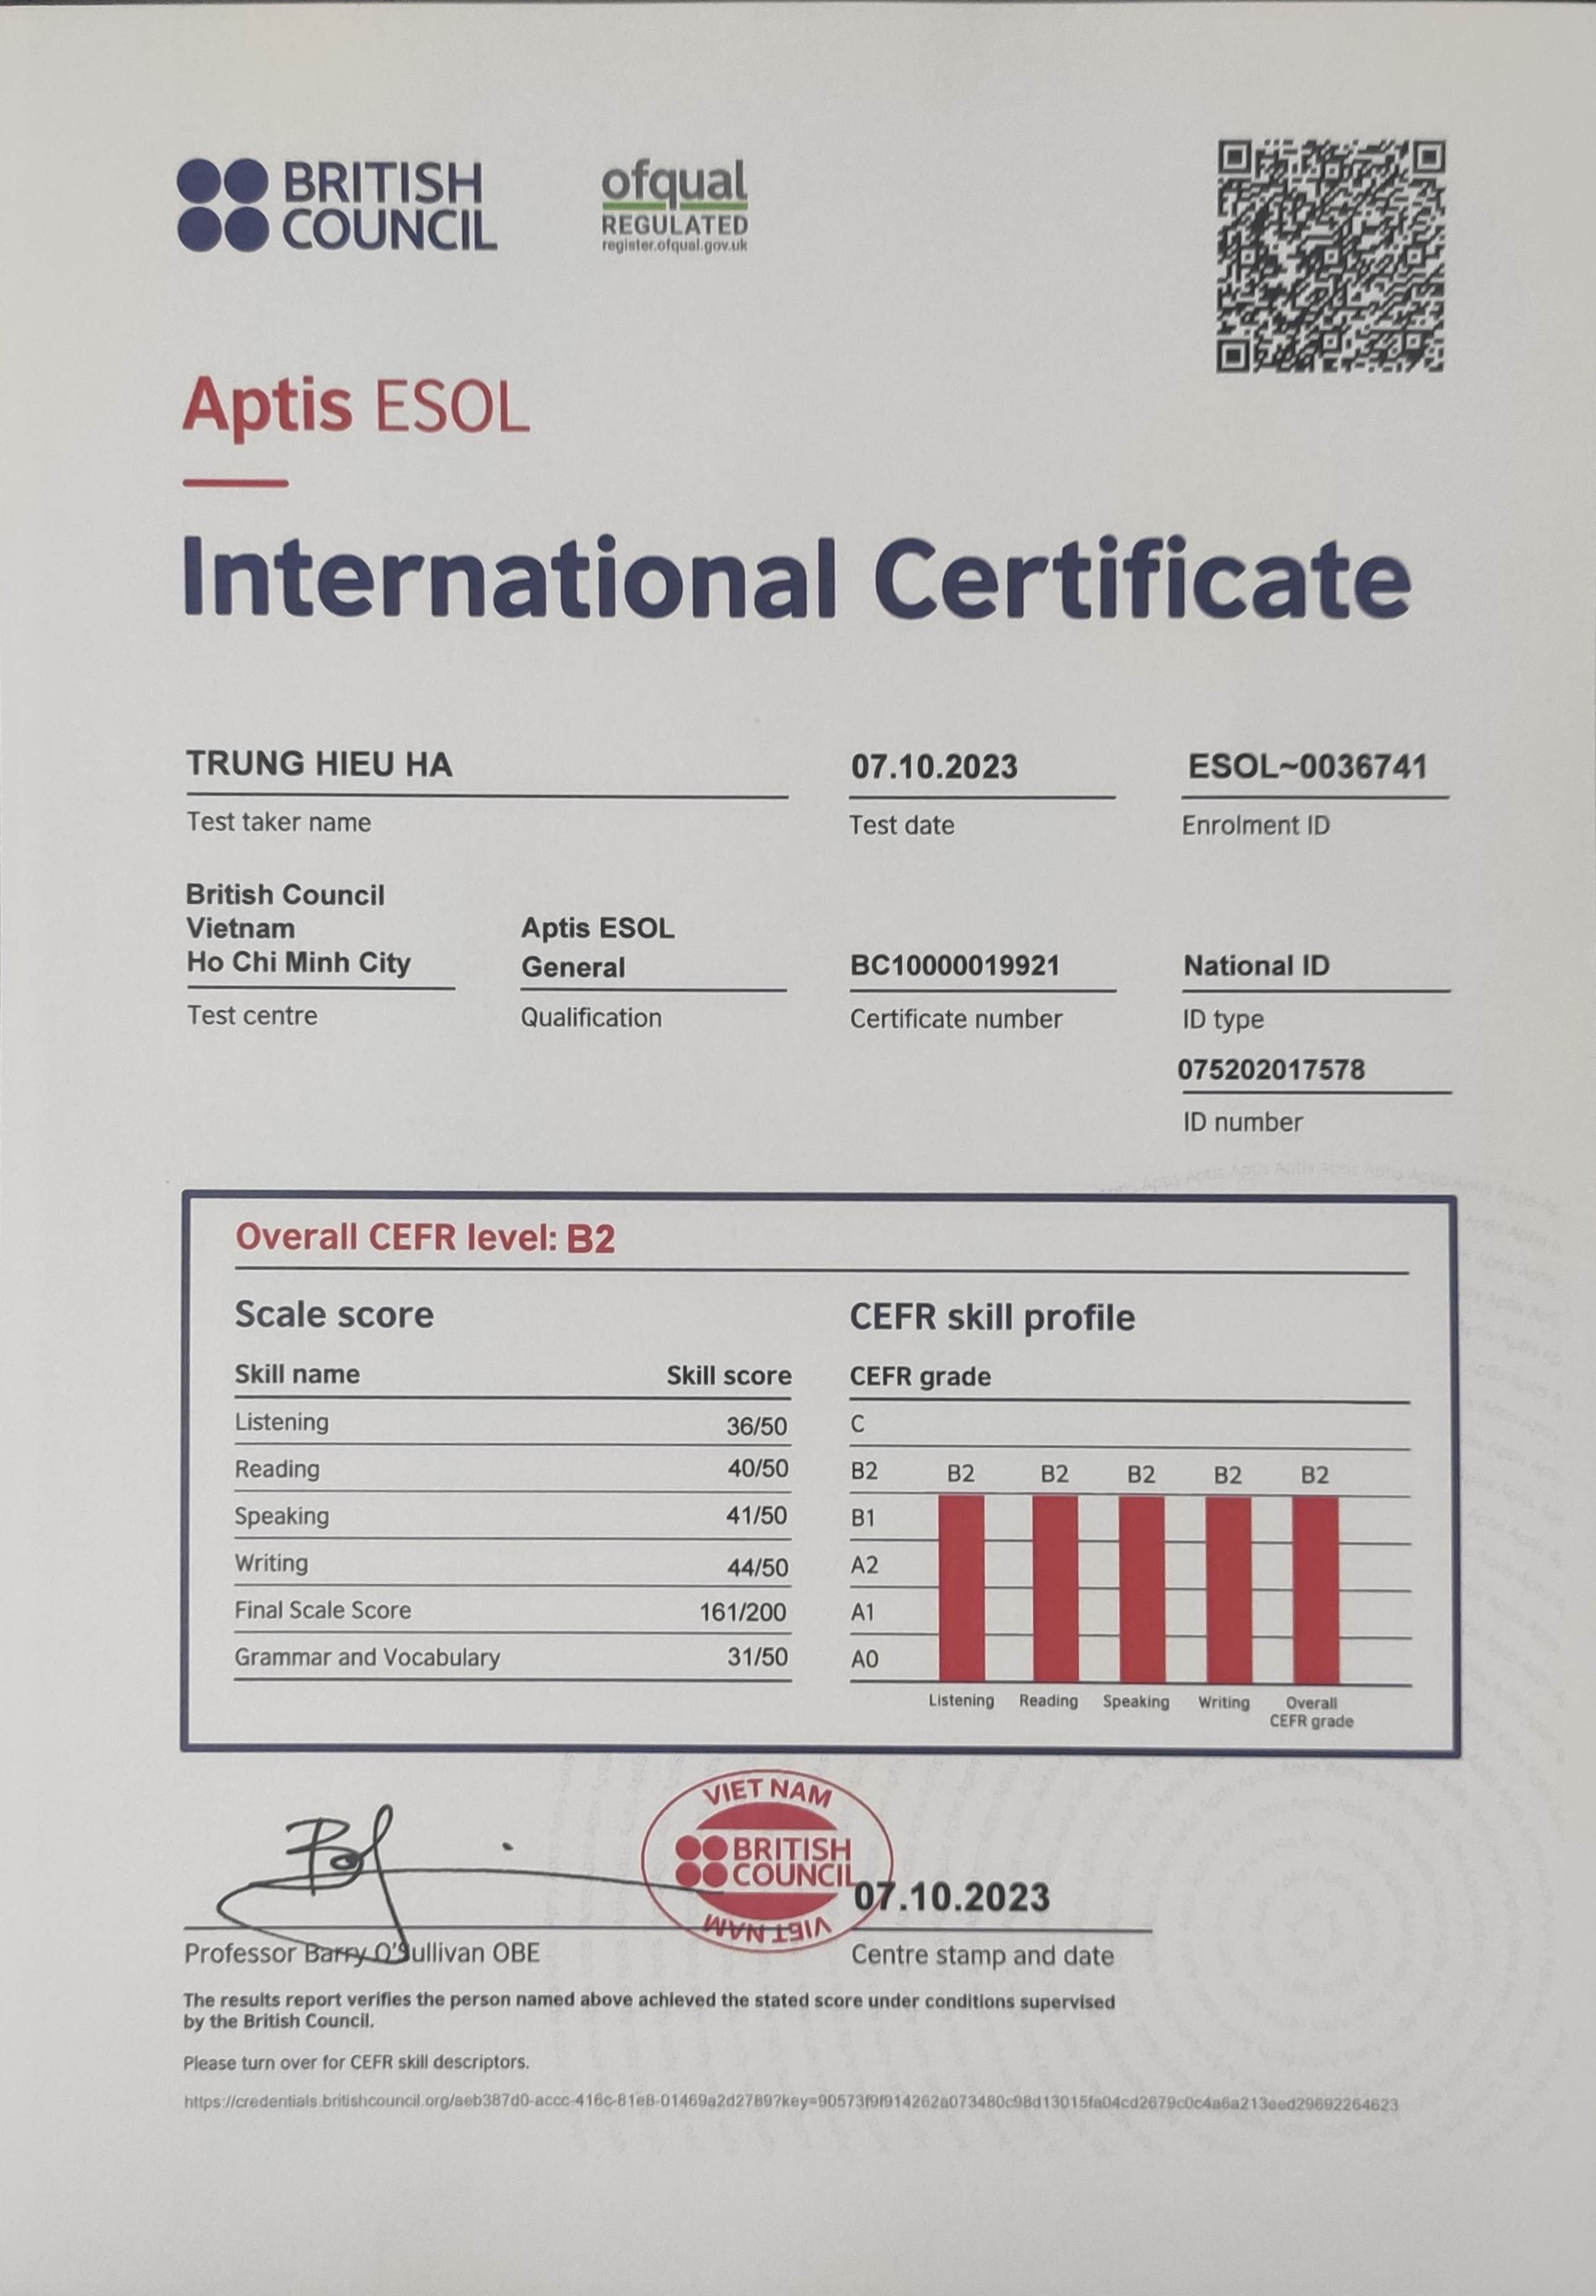 BRITISH
COUNCIL
ofqual
REGULATED
register.ofqual.gov.uk
Aptis ESOL
International Certificate
TRUNG HIEU HA
Test taker name
07.10.2023
Test date
ESOL~0036741
Enrolment ID
British Council
Vietnam
Ho Chi Minh City
Test centre
Aptis ESOL
General
Qualification
BC10000019921
Certificate number
National ID
ID type
075202017578
ID number
Overall CEFR level: B2
Scale score
Skill name Skill score
Listening 36/50
Reading 40/50
Speaking 41/50
Writing 44/50
Final Scale Score 161/200
Grammar and Vocabulary 31/50
CEFR skill profile
CEFR grade
C
B2 B2 B2 B2 B2 B2
B1
A2
A1
A0
Listening Reading Speaking Writing Overall
CEFR grade
VIET NAM
BRITISH
COUNCIL
VIET NAM
07.10.2023
Professor Barry O'Sullivan OBE
Centre stamp and date
The results report verifies the person named above achieved the stated score under conditions supervised
by the British Council.
Please turn over for CEFR skill descriptors.
https://credentials.britishcouncil.org/aeb387d0-accc-416c-81e8-01469a2d2789?key=90573f9f914262a073480c98d13015fa04cd2679c0c4a6a213eed29692264623